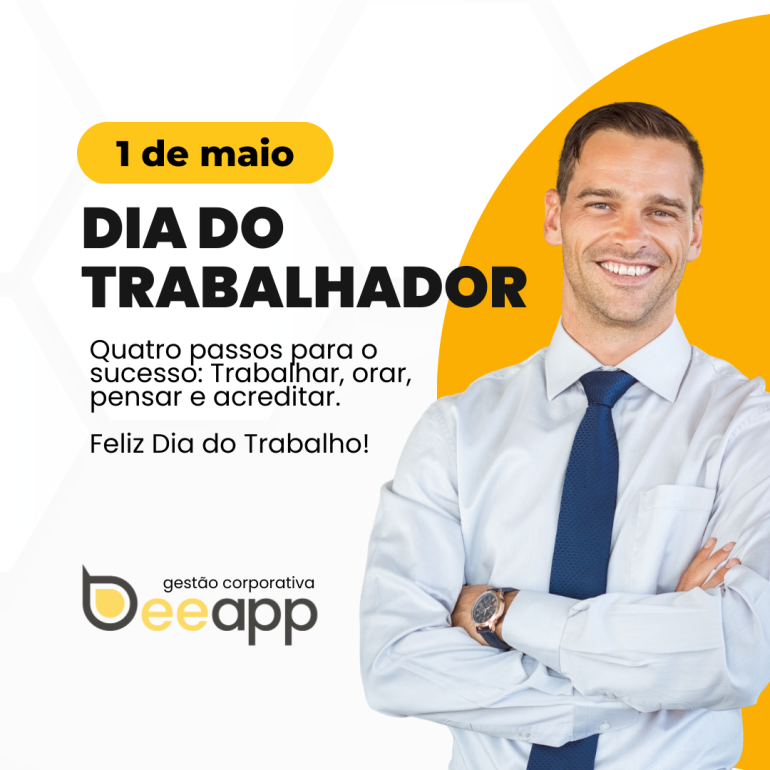 1 de maio
DIA DO
TRABALHADOR
Quatro passos para o
sucesso: Trabalhar, orar,
pensar e acreditar.
Feliz Dia do Trabalho!
gestão corporativa
beeapp